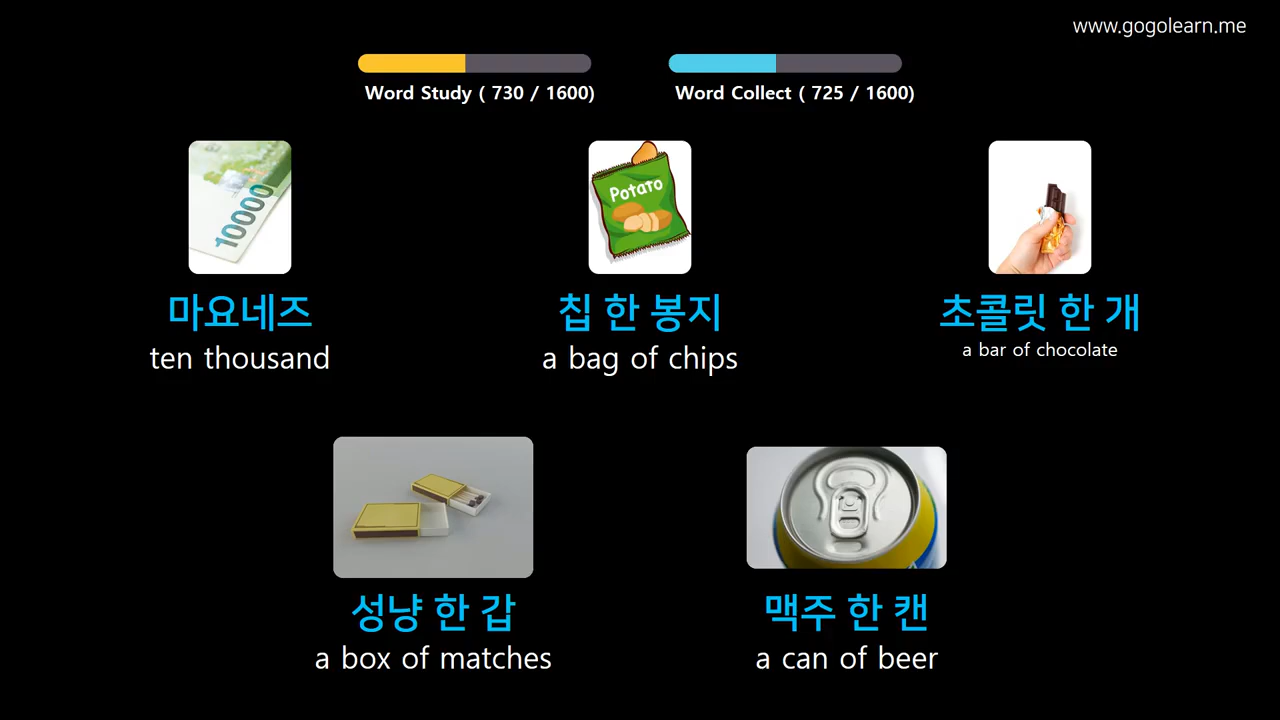 www.gogolearn.me
Word Study ( 730 / 1600)
Word Collect ( 725 / 1600)
10000
Potato
마요네즈
칩 한 봉지
초콜릿 한 개
ten thousand
a bag of chips
a bar of chocolate
성냥 한 갑
맥주 한 캔
a box of matches
a can of beer